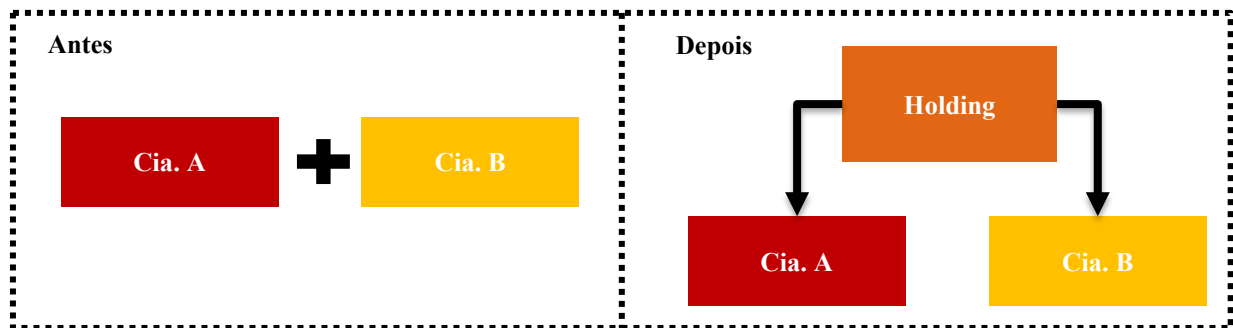 Antes
Cia. A
Cia. B
Depois
Holding
Cia. A
Cia. B